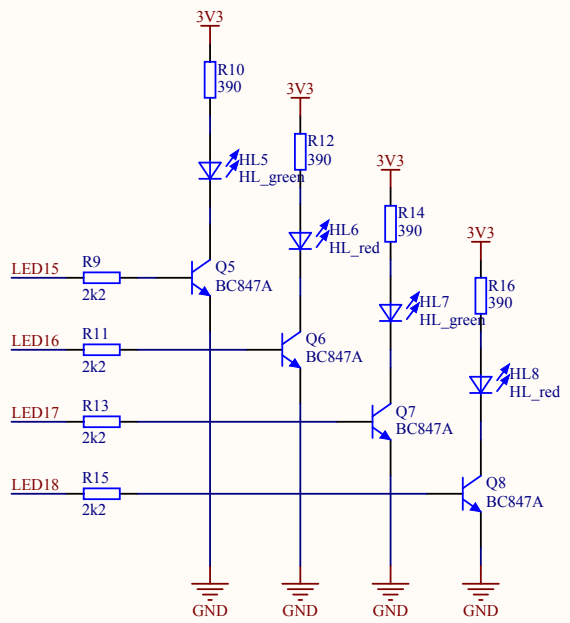 3V3
R10
390
3V3
R12
390
HL5
HL_green
3V3
R14
390
HL6
HL_red
3V3
R9
LED15
2k2
Q5
BC847A
R16
390
HL7
HL_green
R11
LED16
2k2
Q6
BC847A
HL8
HL_red
R13
LED17
2k2
Q7
BC847A
R15
LED18
2k2
Q8
BC847A
GND
GND
GND
GND